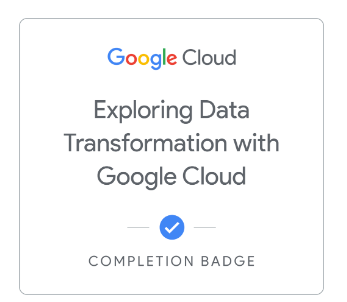 Google Cloud
Exploring Data
Transformation with
Google Cloud
COMPLETION BADGE